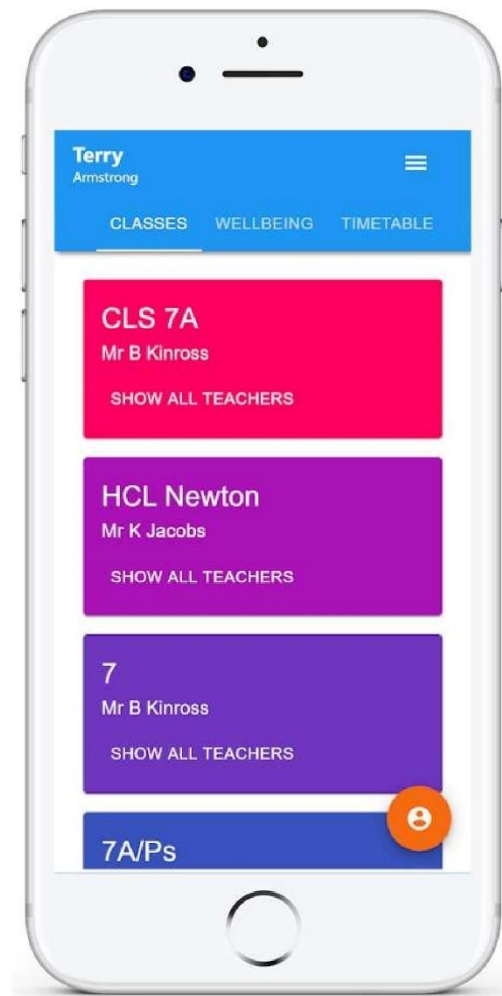 Terry
Armstrong
CLASSES WELLBEING TIMETABLE
CLS 7A
Mr B Kinross
SHOW ALL TEACHERS
HCL Newton
Mr K Jacobs
SHOW ALL TEACHERS
7
Mr B Kinross
SHOW ALL TEACHERS
7A/Ps